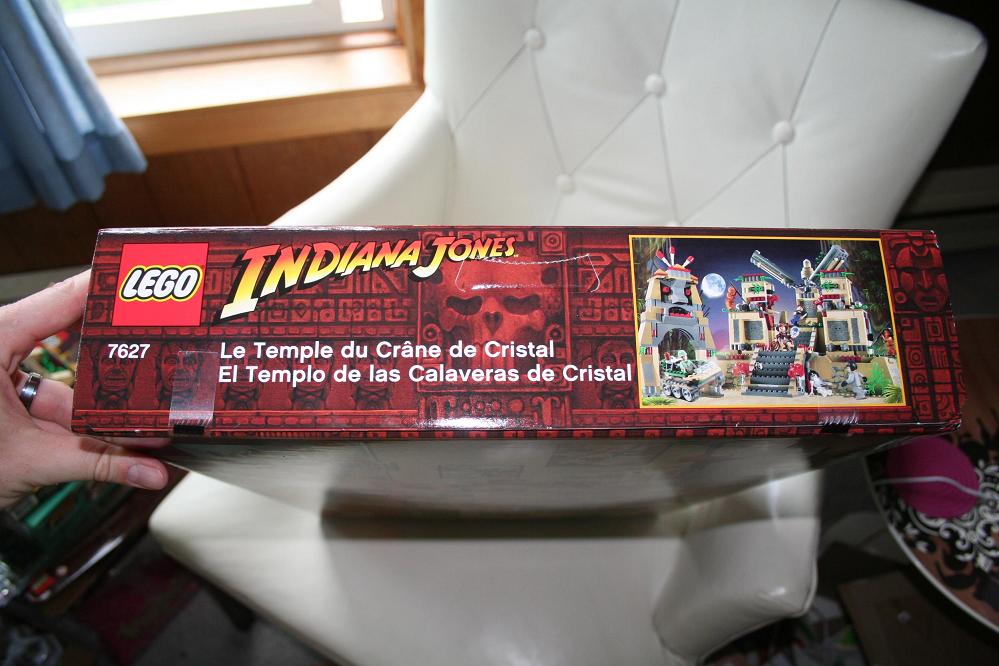 LEGO
INDIANA JONES
7627
Le Temple du Crâne de Cristal
El Templo de las Calaveras de Cristal